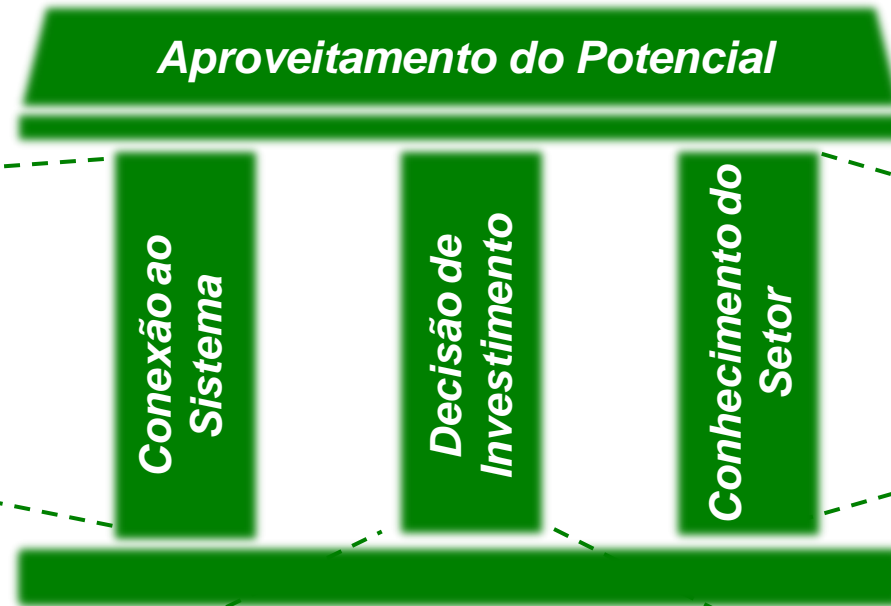 Aproveitamento do Potencial
Conexão ao
Sistema
Decisão de
Investimento
Conhecimento do
Setor